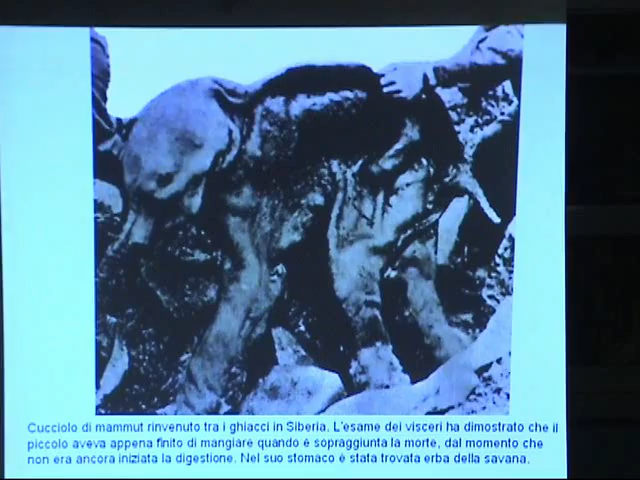 Cucciolo di mammut rinvenuto tra i ghiacci in Siberia. L'esame dei visceri ha dimostrato che il
piccolo aveva appena finito di mangiare quando è sopraggiunta la morte, dal momento che
non era ancora iniziata la digestione. Nel suo stomaco è stata trovata erba della savana.